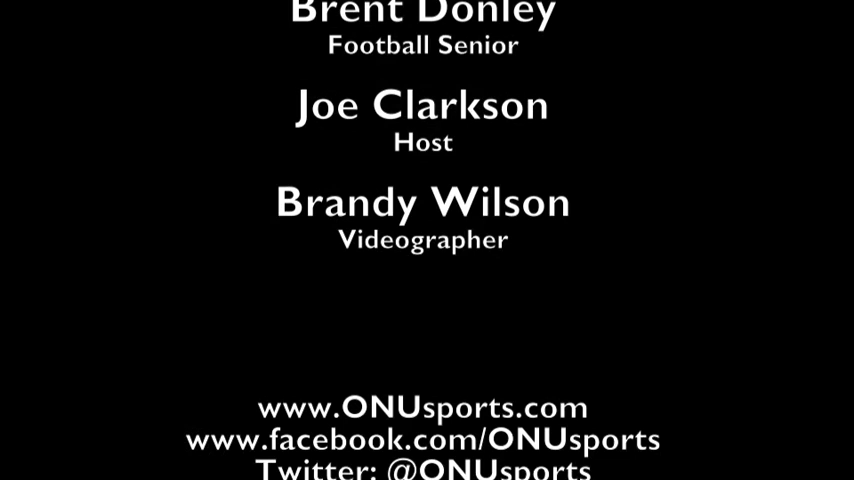 Brent Donley
Football Senior
Joe Clarkson
Host
Brandy Wilson
Videographer
www.ONUsports.com
www.facebook.com/ONUsports
Twitter: @ONUsports